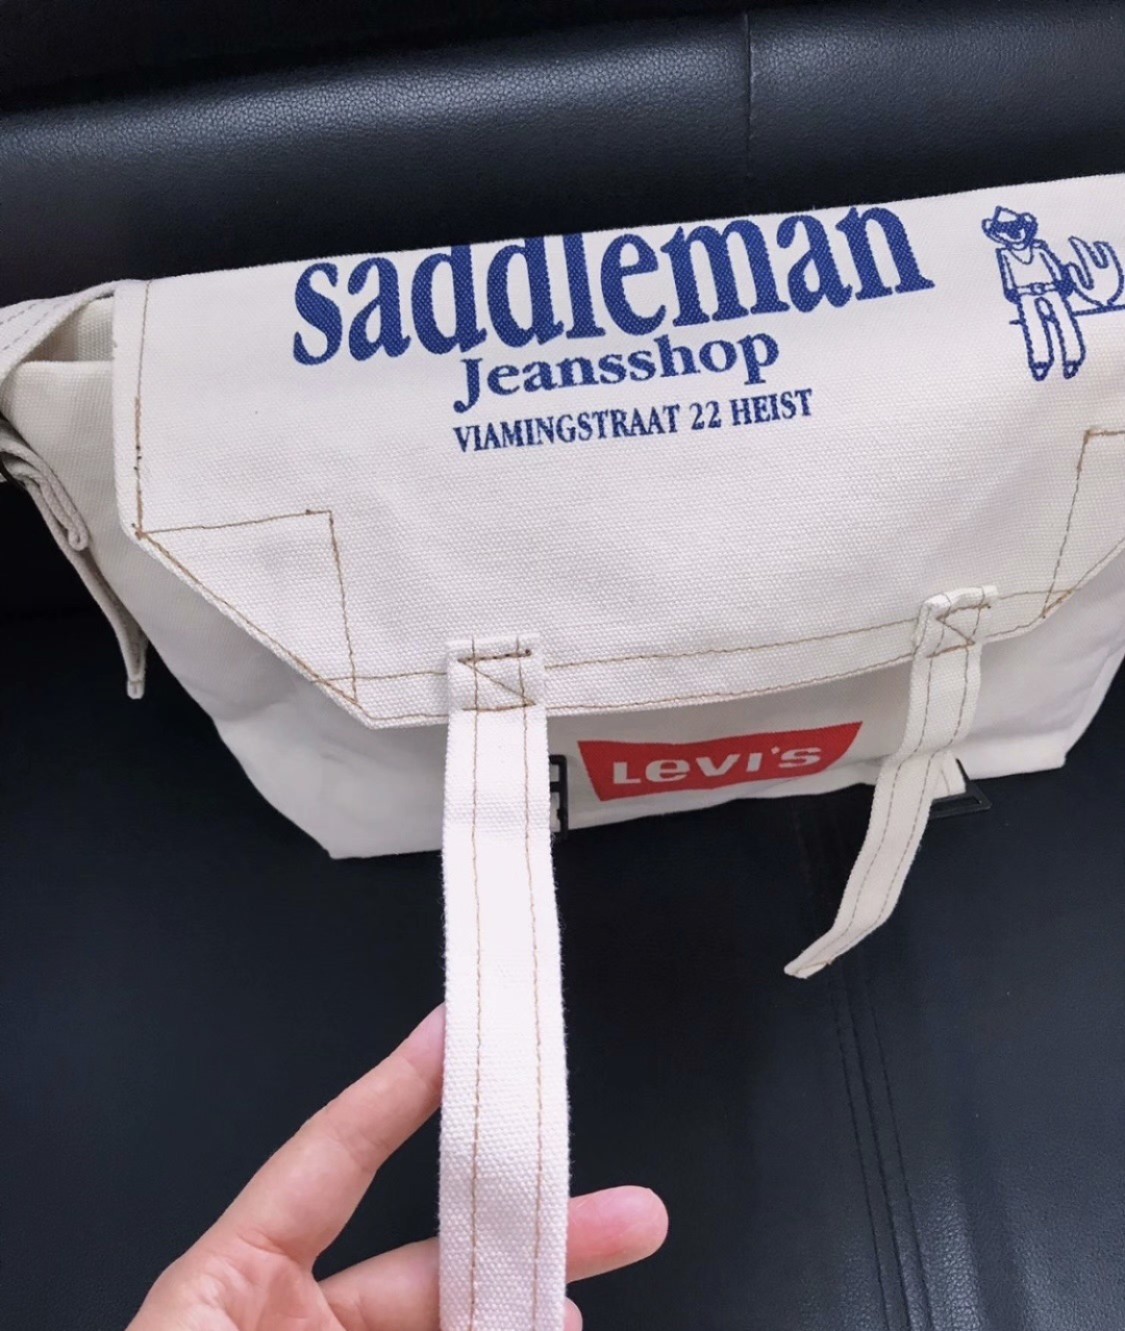 saddleman
Jeansshop
VIAMINGSTRAAT 22 HEIST
Levi's